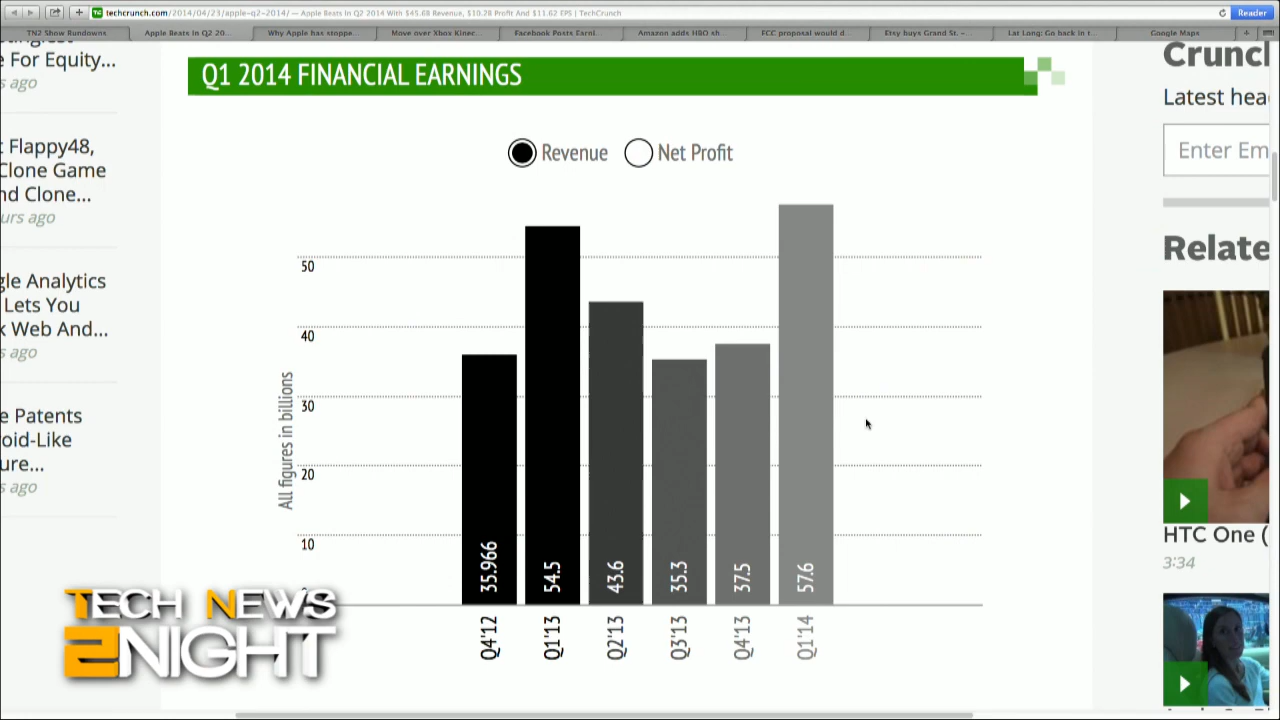 techcrunch.com/2014/04/23/apple-q2-2014/ — Apple Beats In Q2 2014 With $45.6B Revenue, $10.2B Profit And $11.62 EPS | TechCrunch
Reader
TN2 Show Rundowns
Apple Beats In Q2 20...
Why Apple has stoppe...
Move over Xbox Kinec...
Facebook Posts Earni...
Amazon adds HBO sh...
FCC proposal would d...
Etsy buys Grand St. –...
Lat Long: Go back in t...
Google Maps
e For Equity...
s ago
t Flappy48,
Clone Game
nd Clone...
urs ago
gle Analytics
Lets You
k Web And...
s ago
e Patents
oid-Like
ure...
s ago
Q1 2014 FINANCIAL EARNINGS
Revenue
Net Profit
All figures in billions
50
40
30
20
10
35.966
54.5
43.6
35.3
37.5
57.6
Q4'12
Q1'13
Q2'13
Q3'13
Q4'13
Q1'14
Crunch
Latest hea
Enter Em
Relate
HTC One (
3:34
TECH NEWS
2NIGHT